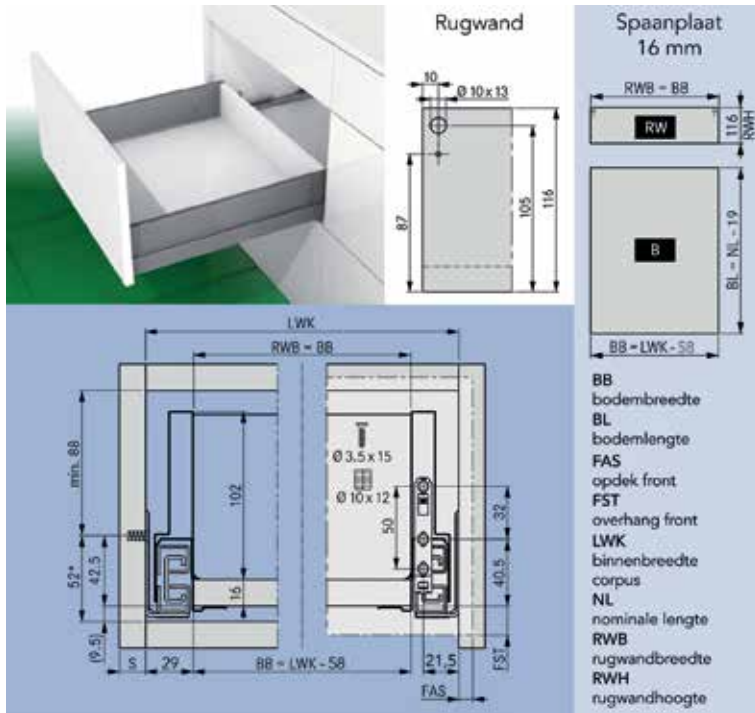 Rugwand
10
Ø 10 x 13
87
105
116
Spaanplaat
16 mm
RWB = BB
RW
116
RWH
B
BL = NL - 19
BB = LWK - 58
LWK
RWB = BB
min. 88
102
Ø 3.5 x 15
Ø 10 x 12
50
32
52*
42.5
40.5
16
(9.5)
S
29
BB = LWK - 58
21,5
FST
FAS
BB
bodembreedte
BL
bodemlengte
FAS
opdek front
FST
overhang front
LWK
binnenbreedte
corpus
NL
nominale lengte
RWB
rugwandbreedte
RWH
rugwandhoogte